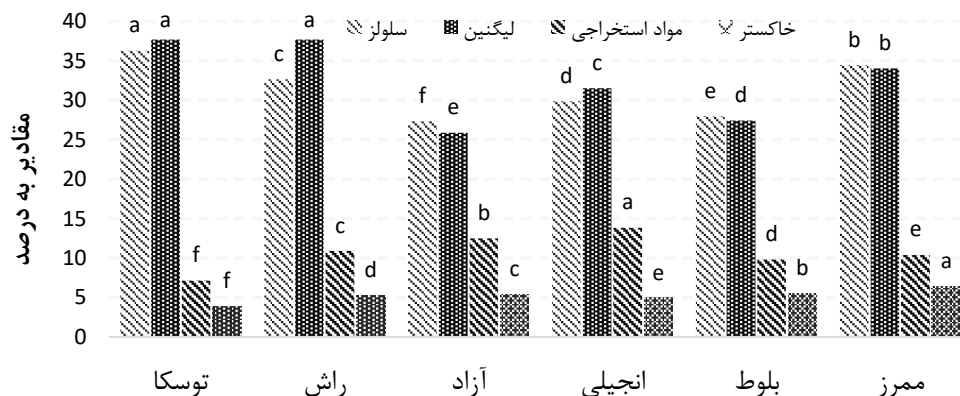 سلولز لیگنین مواد استخراجی خاکستر
مقادیر به درصد
40
35
30
25
20
15
10
5
0
a a f f
c a c d
f e b c
d c a e
e d d b
b b e a
توسکا راش آزاد انجیلی بلوط ممرز